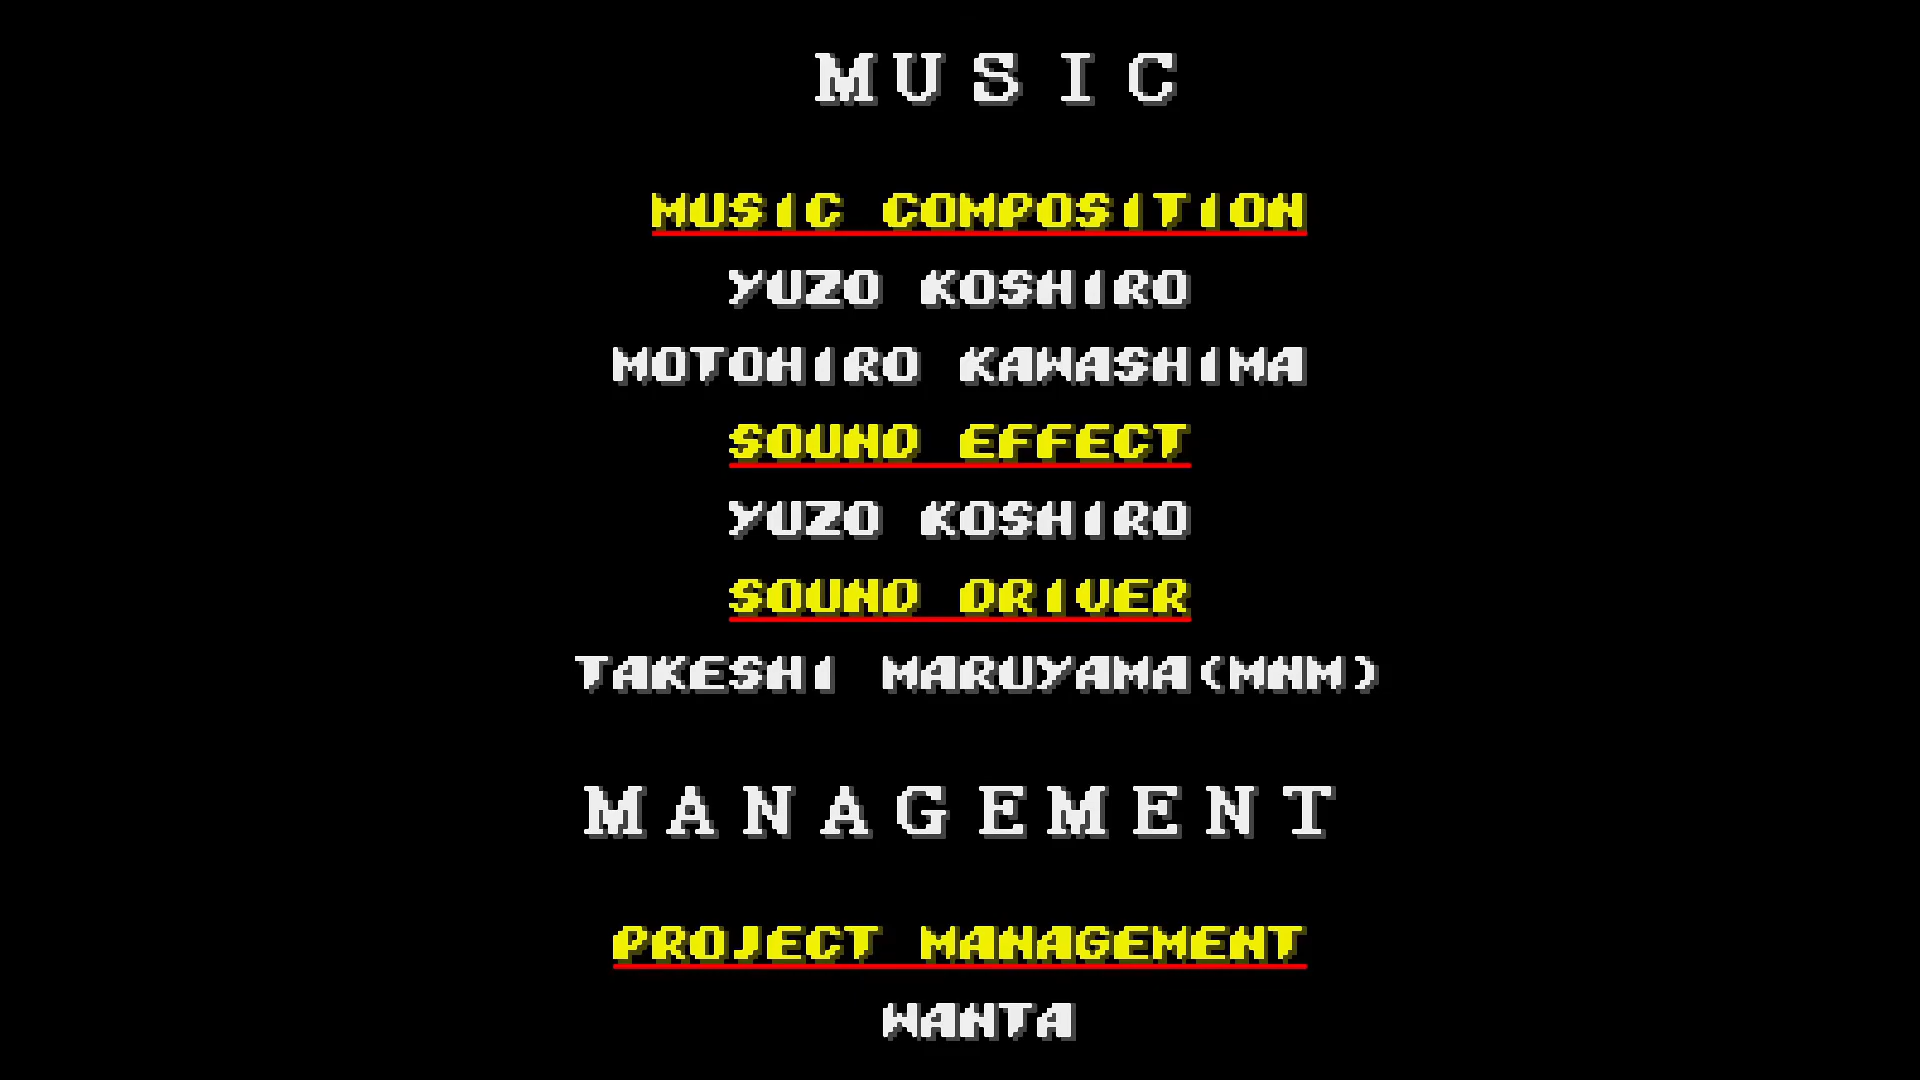 MUSIC
MUSIC COMPOSITION
YUZO KOSHIRO
MOTOHIRO KAWASHIMA
SOUND EFFECT
YUZO KOSHIRO
SOUND DRIVER
TAKESHI MARUYAMA(MNM)
MANAGEMENT
PROJECT MANAGEMENT
WANTA